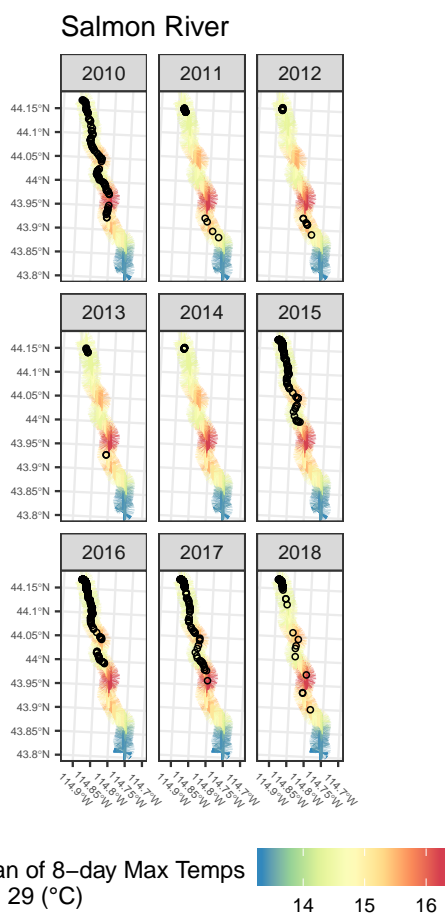 Salmon River
2010 2011 2012
44.15°N
44.1°N
44.05°N
44°N
43.95°N
43.9°N
43.85°N
43.8°N
2013 2014 2015
44.15°N
44.1°N
44.05°N
44°N
43.95°N
43.9°N
43.85°N
43.8°N
2016 2017 2018
44.15°N
44.1°N
44.05°N
44°N
43.95°N
43.9°N
43.85°N
43.8°N
114.9°W 114.85°W 114.8°W 114.75°W 114.7°W 114.9°W 114.85°W 114.8°W 114.75°W 114.7°W 114.9°W 114.85°W 114.8°W 114.75°W 114.7°W
an of 8−day Max Temps
29 (°C)
14 15 16